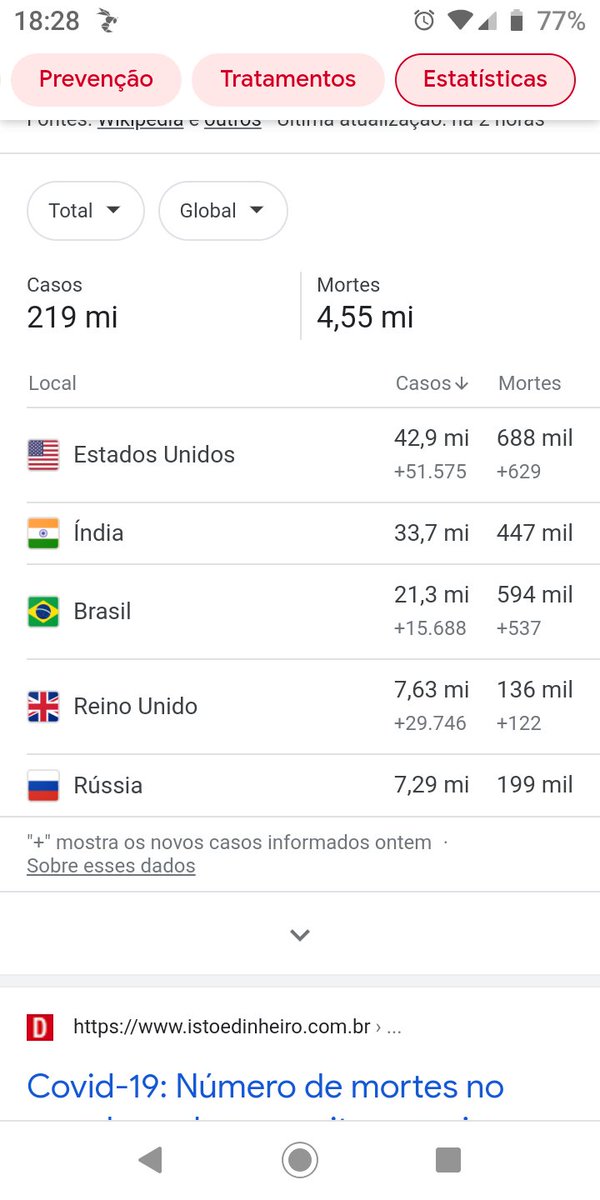 18:28 77%
Prevenção Tratamentos Estatísticas
Fontes: Wikipedia e outros · Última atualização: há 2 horas
Total Global
Casos Mortes
219 mi 4,55 mi
Local Casos↓ Mortes
Estados Unidos 42,9 mi 688 mil
+51.575 +629
Índia 33,7 mi 447 mil
Brasil 21,3 mi 594 mil
+15.688 +537
Reino Unido 7,63 mi 136 mil
+29.746 +122
Rússia 7,29 mi 199 mil
"+" mostra os novos casos informados ontem ·
Sobre esses dados
D https://www.istoedinheiro.com.br › ...
Covid-19: Número de mortes no